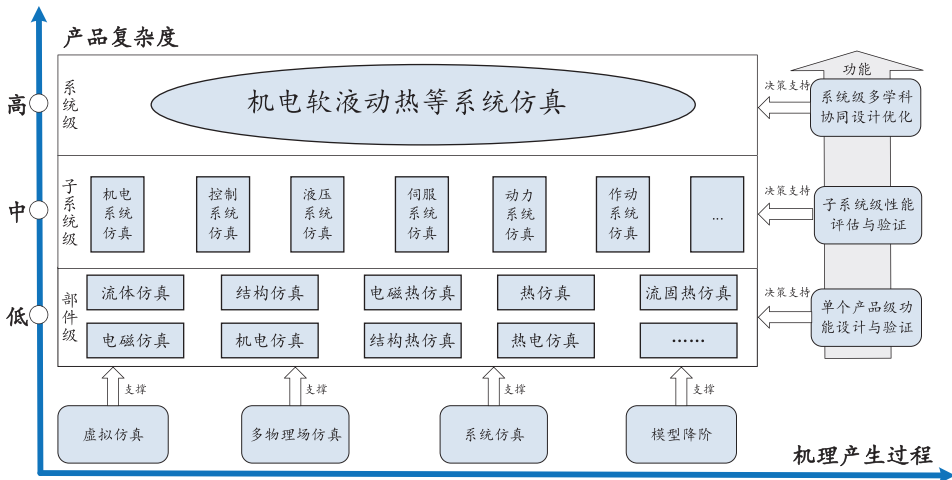 产品复杂度
高
系统级
机电软液动热等系统仿真
决策支持
功能
系统级多学科
协同设计优化
中
子系统级
机电
系统
仿真
控制
系统
仿真
液压
系统
仿真
伺服
系统
仿真
动力
系统
仿真
作动
系统
仿真
...
决策支持
子系统级性能
评估与验证
低
部件级
流体仿真
结构仿真
电磁热仿真
热仿真
流固热仿真
电磁仿真
机电仿真
结构热仿真
热电仿真
……
决策支持
单个产品级功
能设计与验证
支撑
支撑
支撑
支撑
虚拟仿真
多物理场仿真
系统仿真
模型降阶
机理产生过程